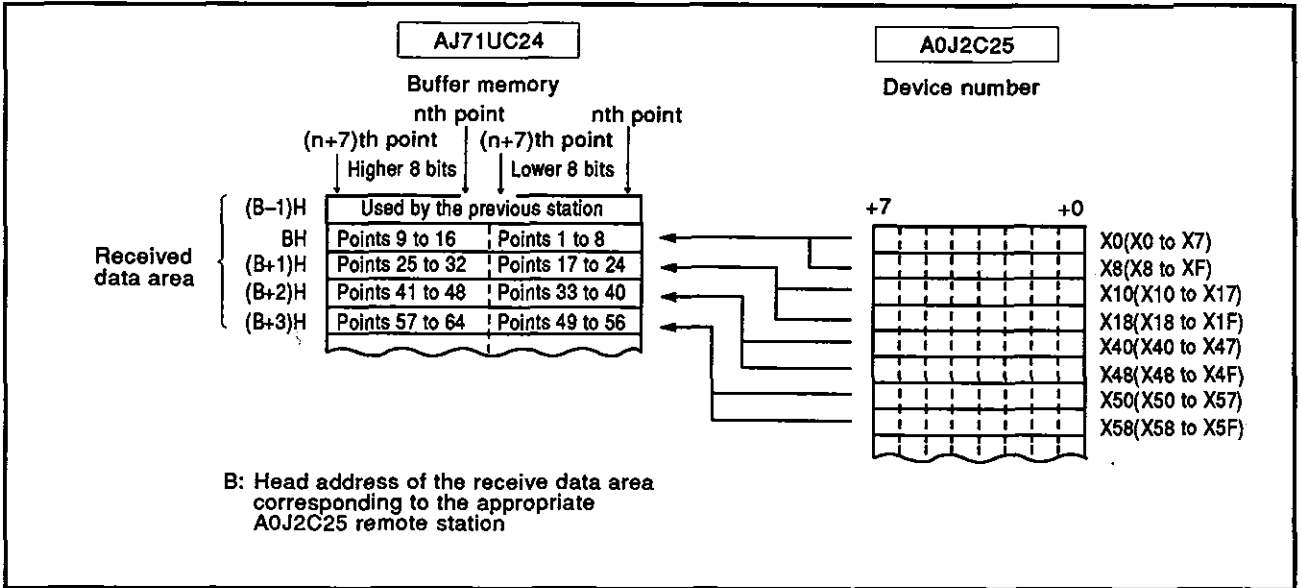 AJ71UC24
Buffer memory
nth point nth point
(n+7)th point (n+7)th point
Higher 8 bits Lower 8 bits
Received
data area
(B–1)H Used by the previous station
BH Points 9 to 16 Points 1 to 8
(B+1)H Points 25 to 32 Points 17 to 24
(B+2)H Points 41 to 48 Points 33 to 40
(B+3)H Points 57 to 64 Points 49 to 56
A0J2C25
Device number
+7 +0
X0(X0 to X7)
X8(X8 to XF)
X10(X10 to X17)
X18(X18 to X1F)
X40(X40 to X47)
X48(X48 to X4F)
X50(X50 to X57)
X58(X58 to X5F)
B: Head address of the receive data area
corresponding to the appropriate
A0J2C25 remote station